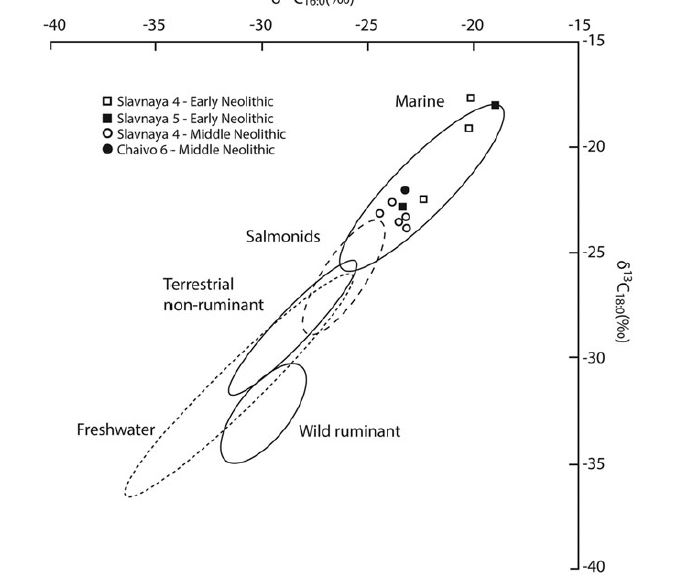 C16:0(‰)
-40 -35 -30 -25 -20 -15
-15
Slavnaya 4 - Early Neolithic
Slavnaya 5 - Early Neolithic
Slavnaya 4 - Middle Neolithic
Chaivo 6 - Middle Neolithic
Marine
-20
Salmonids
-25
δ13C18:0(‰)
Terrestrial
non-ruminant
-30
Freshwater
Wild ruminant
-35
-40